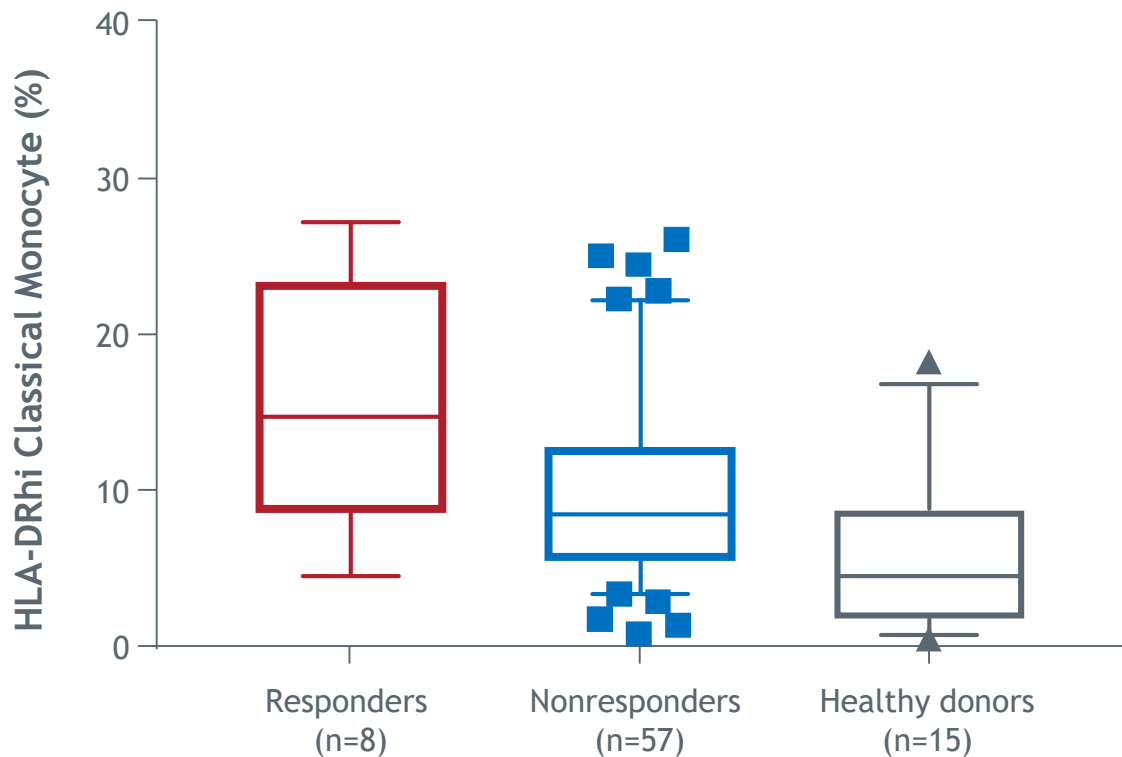 HLA-DRhi Classical Monocyte (%)
40
30
20
10
0
Responders
(n=8)
Nonresponders
(n=57)
Healthy donors
(n=15)